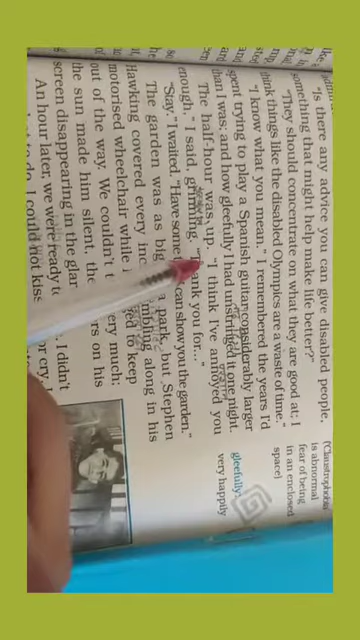 "Is there any advice you can give disabled people,
something that might help make life better?"
"They should concentrate on what they are good at; I
think things like the disabled Olympics are a waste of time."
"I know what you mean." I remembered the years I'd
spent trying to play a Spanish guitar considerably larger
than I was; and how gleefully I had unstringed it one night.
The half-hour was up. "I think I've annoyed you
enough," I said, grinning. "Thank you for..."
"Stay." I waited. "Have some I can show you the garden."
The garden was as big a park, but Stephen
Hawking covered every inc mbling along in his
motorised wheelchair while I to keep
out of the way. We couldn't t very much:
the sun made him silent, the rs on his
screen disappearing in the glar
An hour later, we were ready to I didn't
I could not kiss or cry. I
(Claustrophobia
is abnormal
fear of being
in an enclosed
space)
gleefully:
very happily